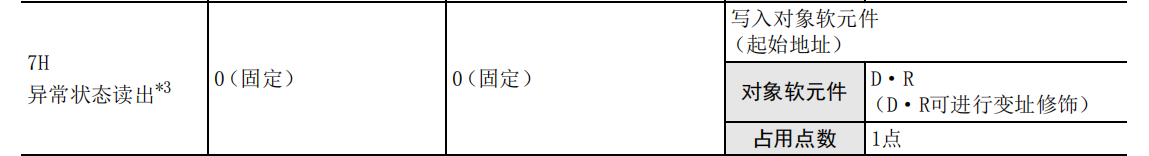 7H
异常状态读出*3
0(固定)
0(固定)
写入对象软元件
(起始地址)
对象软元件
D·R
(D·R可进行变址修饰)
占用点数
1点